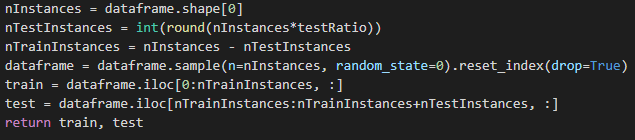 nInstances = dataframe.shape[0]
nTestInstances = int(round(nInstances*testRatio))
nTrainInstances = nInstances - nTestInstances
dataframe = dataframe.sample(n=nInstances, random_state=0).reset_index(drop=True)
train = dataframe.iloc[0:nTrainInstances, :]
test = dataframe.iloc[nTrainInstances:nTrainInstances+nTestInstances, :]
return train, test